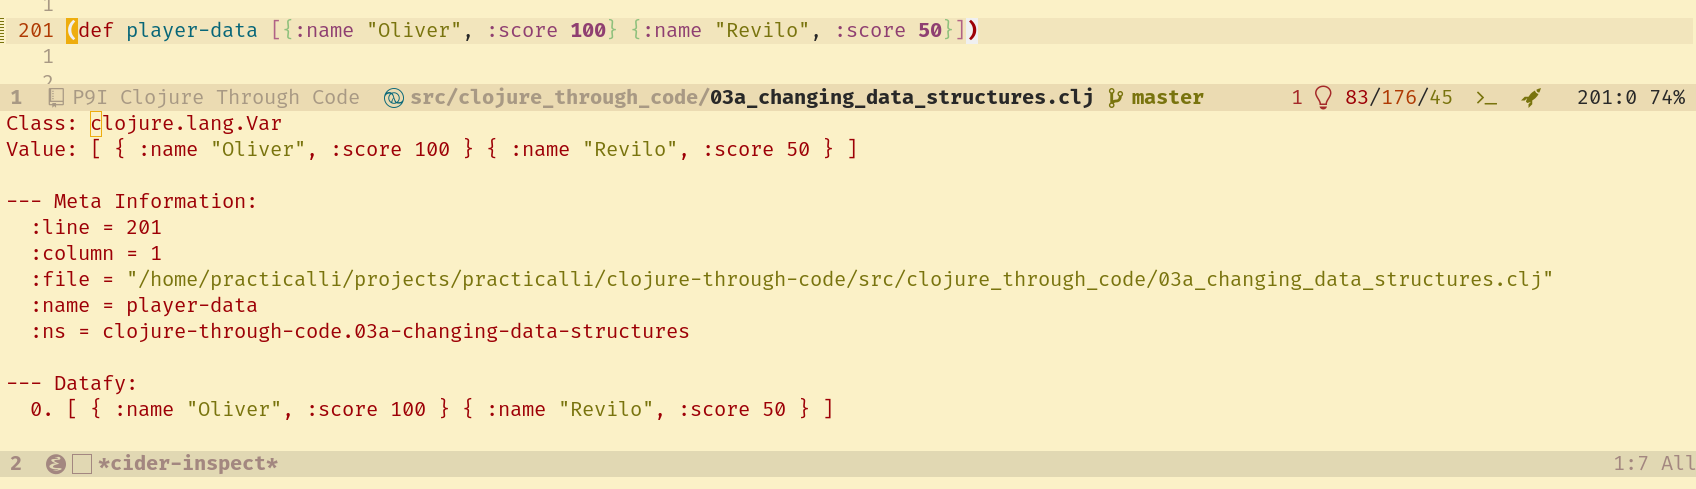 1
201 (def player-data [{:name "Oliver", :score 100} {:name "Revilo", :score 50}])
1
2
1 P9I Clojure Through Code src/clojure_through_code/03a_changing_data_structures.clj master 1 83/176/45 201:0 74%
Class: clojure.lang.Var
Value: [ { :name "Oliver", :score 100 } { :name "Revilo", :score 50 } ]
--- Meta Information:
:line = 201
:column = 1
:file = "/home/practicalli/projects/practicalli/clojure-through-code/src/clojure_through_code/03a_changing_data_structures.clj"
:name = player-data
:ns = clojure-through-code.03a-changing-data-structures
--- Datafy:
0. [ { :name "Oliver", :score 100 } { :name "Revilo", :score 50 } ]
2 *cider-inspect* 1:7 All